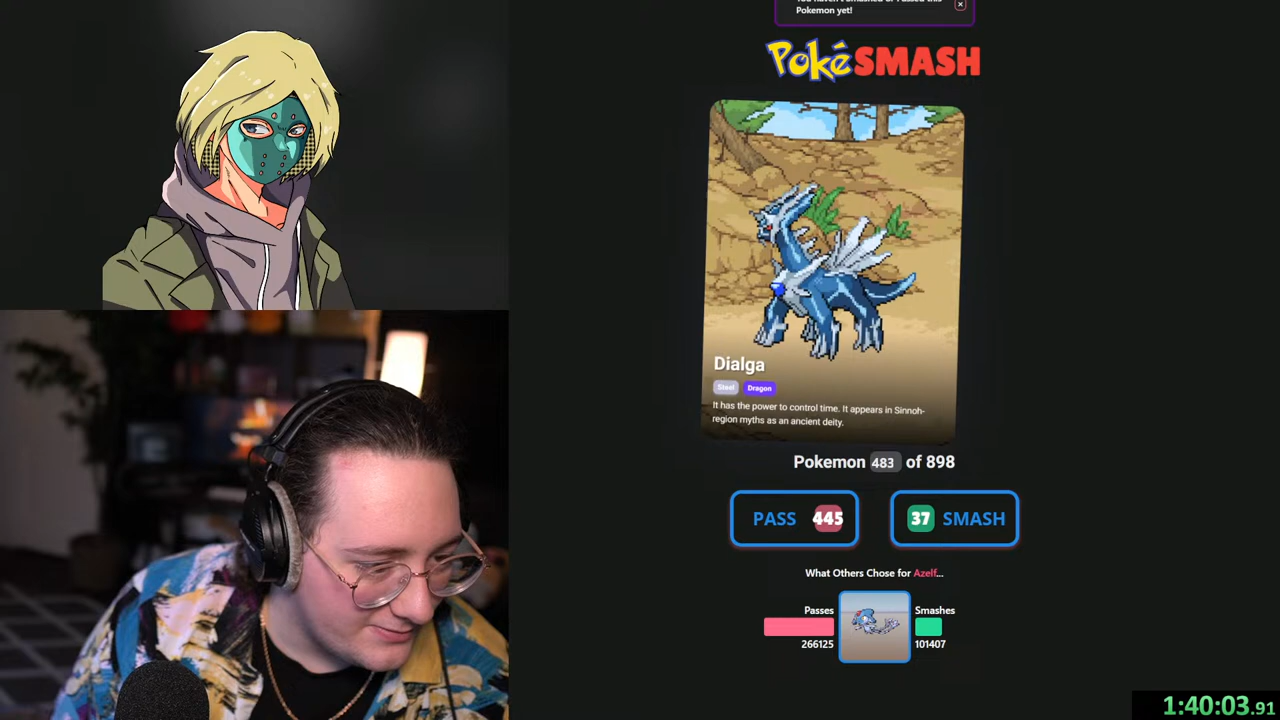 Pokemon yet!
PokéSMASH
Dialga
Steel Dragon
It has the power to control time. It appears in Sinnoh-
region myths as an ancient deity.
Pokemon 483 of 898
PASS 445
37 SMASH
What Others Chose for Azelf...
Passes
266125
Smashes
101407
1:40:03.91